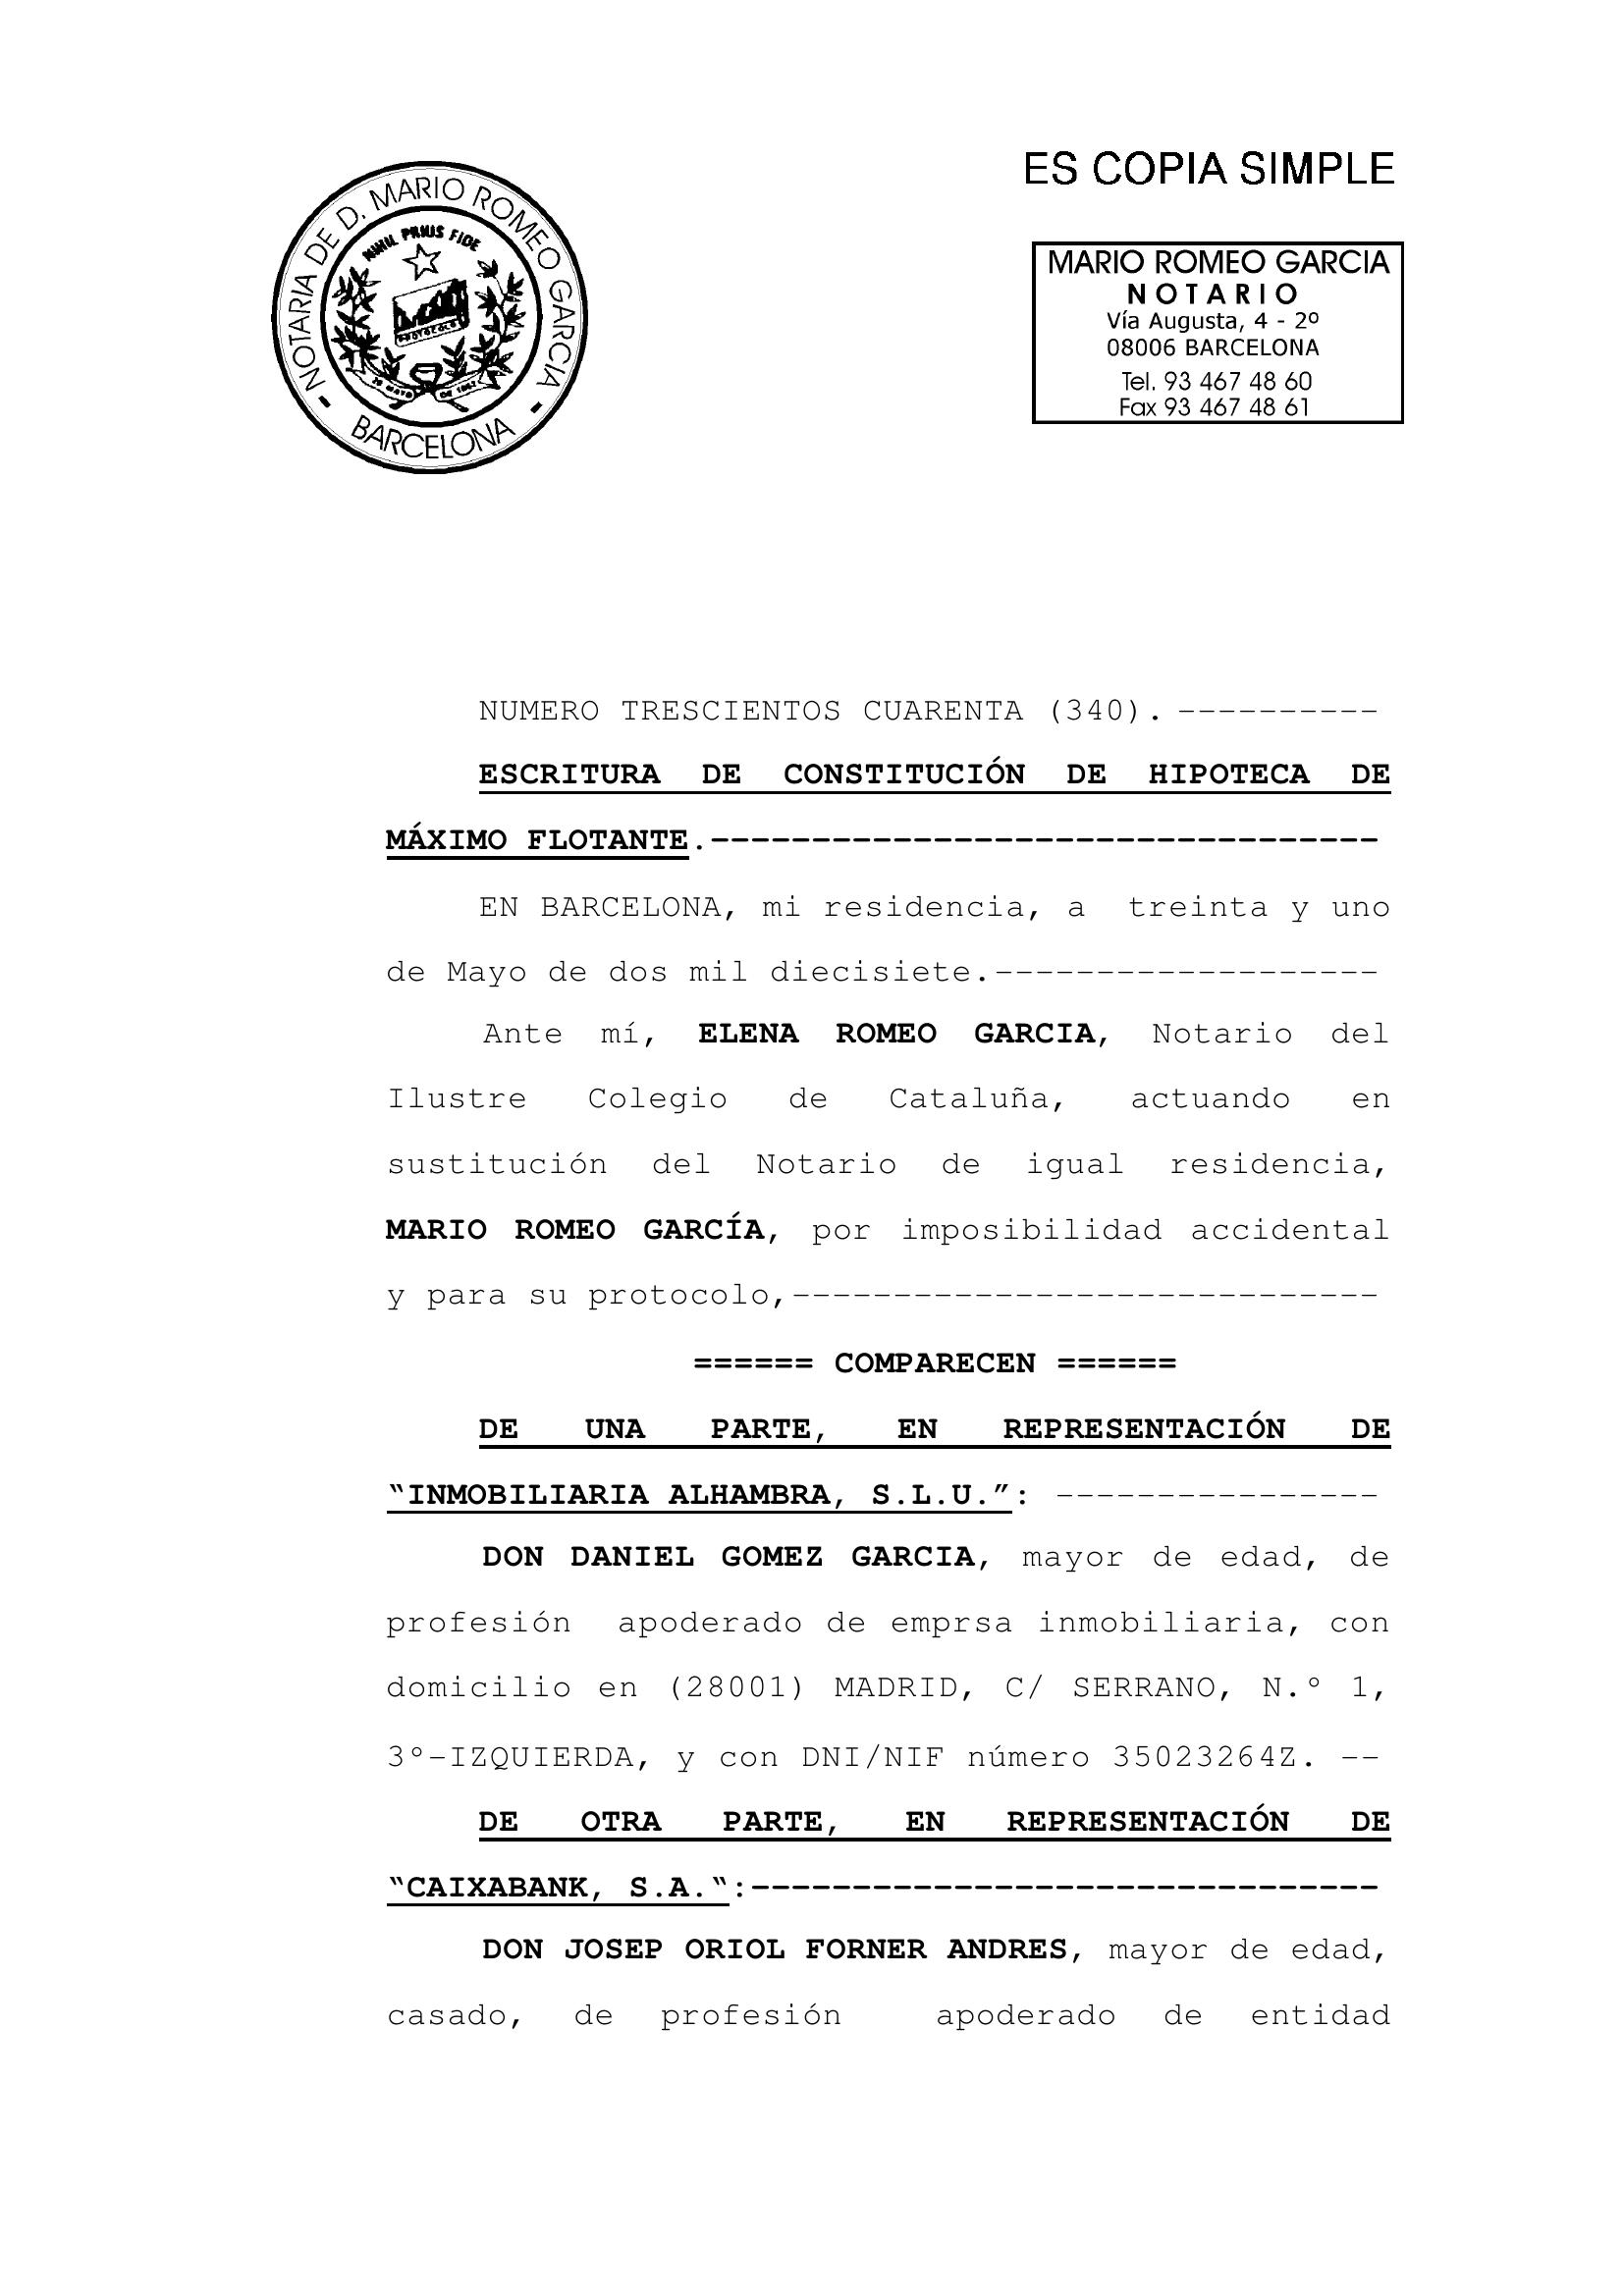 NOTARIA DE D. MARIO ROMEO GARCIA
BARCELONA
NIHIL PRIUS FIDE
PROTOCOLO
DE 1862
ES COPIA SIMPLE
MARIO ROMEO GARCIA
NOTARIO
Vía Augusta, 4 - 2º
08006 BARCELONA
Tel. 93 467 48 60
Fax 93 467 48 61
NUMERO TRESCIENTOS CUARENTA (340). ----------
ESCRITURA DE CONSTITUCIÓN DE HIPOTECA DE
MÁXIMO FLOTANTE.---------------------------------
EN BARCELONA, mi residencia, a treinta y uno
de Mayo de dos mil diecisiete.-------------------
Ante mí, ELENA ROMEO GARCIA, Notario del
Ilustre Colegio de Cataluña, actuando en
sustitución del Notario de igual residencia,
MARIO ROMEO GARCÍA, por imposibilidad accidental
y para su protocolo,-----------------------------
====== COMPARECEN ======
DE UNA PARTE, EN REPRESENTACIÓN DE
“INMOBILIARIA ALHAMBRA, S.L.U.”: ----------------
DON DANIEL GOMEZ GARCIA, mayor de edad, de
profesión apoderado de emprsa inmobiliaria, con
domicilio en (28001) MADRID, C/ SERRANO, N.º 1,
3º-IZQUIERDA, y con DNI/NIF número 35023264Z. --
DE OTRA PARTE, EN REPRESENTACIÓN DE
“CAIXABANK, S.A.“:-------------------------------
DON JOSEP ORIOL FORNER ANDRES, mayor de edad,
casado, de profesión apoderado de entidad